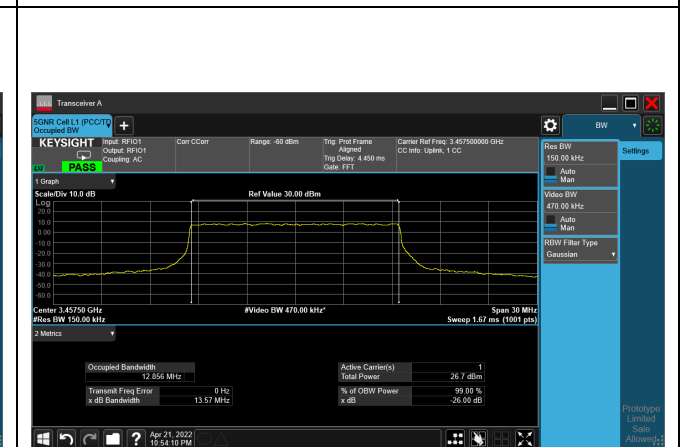 Transceiver A
5GNR Cell L1 (PCC/TD
Occupied BW
+
BW
KEYSIGHT
Input: RFIO1
Output: RFIO1
Coupling: AC
Corr CCorr
Range: -60 dBm
Trig: Prot Frame
Aligned
Trig Delay: 4.450 ms
Gate: FFT
Carrier Ref Freq: 3.457500000 GHz
CC Info: Uplink, 1 CC
PASS
1 Graph
Scale/Div 10.0 dB
Ref Value 30.00 dBm
Log
20.0
10.0
0.00
-10.0
-20.0
-30.0
-40.0
-50.0
-60.0
Center 3.45750 GHz
#Video BW 470.00 kHz*
Span 30 MHz
#Res BW 150.00 kHz
Sweep 1.67 ms (1001 pts)
2 Metrics
Occupied Bandwidth
12.856 MHz
Transmit Freq Error 0 Hz
x dB Bandwidth 13.57 MHz
Active Carrier(s) 1
Total Power 26.7 dBm
% of OBW Power 99.00 %
x dB -26.00 dB
Res BW
150.00 kHz
Auto
Man
Video BW
470.00 kHz
Auto
Man
RBW Filter Type
Gaussian
Settings
Prototype
Limited
Sale
Allowed
?
Apr 21, 2022
10:54:10 PM